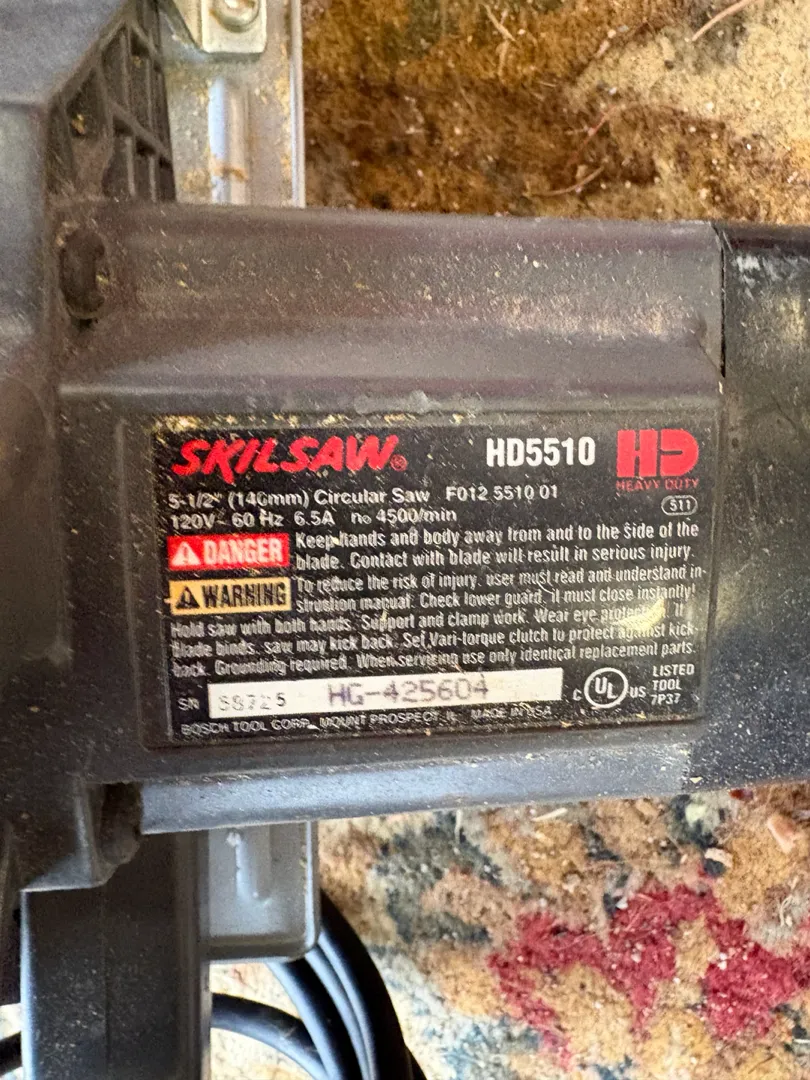 SKILSAW® HD5510 HD
HEAVY DUTY
5-1/2" (140mm) Circular Saw F012 5510 01
511
120V~ 60 Hz 6.5A n₀ 4500/min
DANGER Keep hands and body away from and to the side of the
blade. Contact with blade will result in serious injury.
WARNING To reduce the risk of injury, user must read and understand in-
struction manual. Check lower guard, it must close instantly!
Hold saw with both hands. Support and clamp work. Wear eye protection. If
blade binds, saw may kick back. Set Vari-torque clutch to protect against kick-
back. Grounding required. When servicing use only identical replacement parts.
SN HG-425604
C UL US LISTED
TOOL
7P37
BOSCH TOOL CORP. MOUNT PROSPECT, IL MADE IN USA